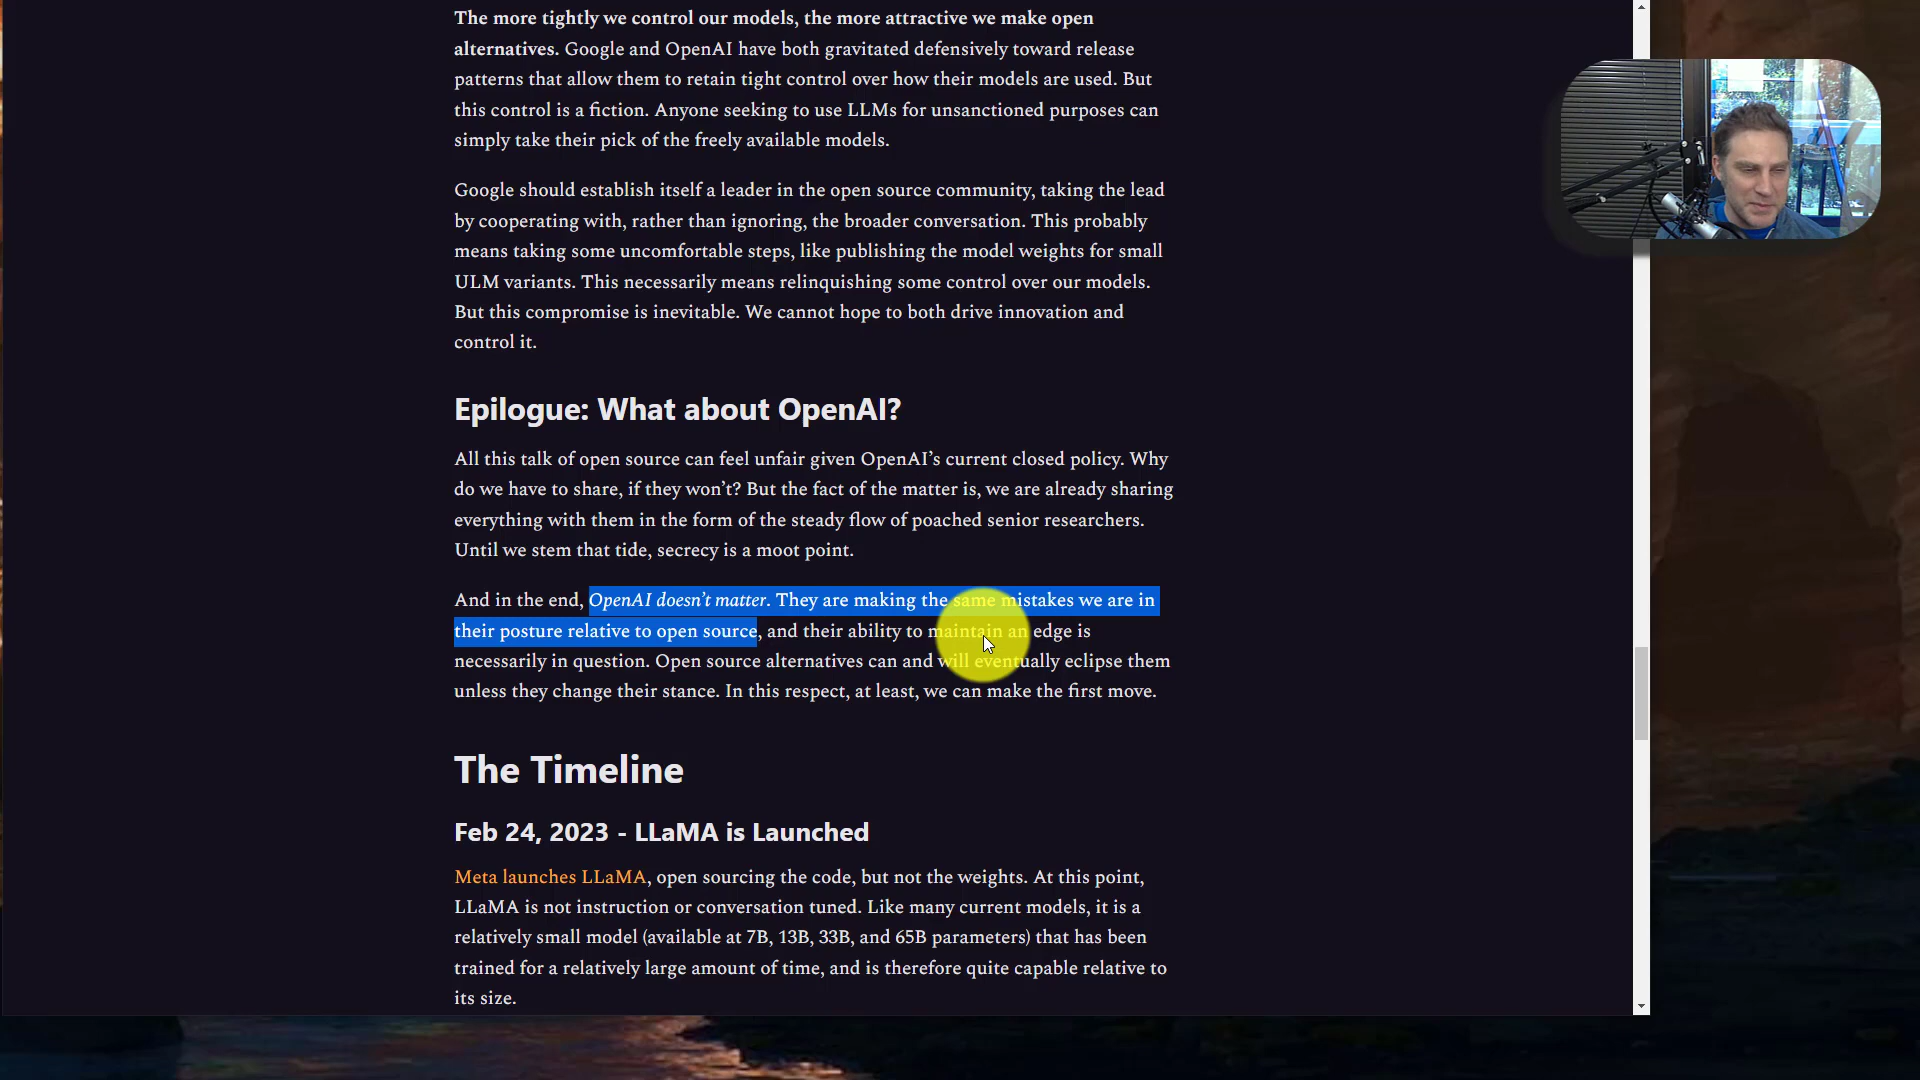 The more tightly we control our models, the more attractive we make open
alternatives. Google and OpenAI have both gravitated defensively toward release
patterns that allow them to retain tight control over how their models are used. But
this control is a fiction. Anyone seeking to use LLMs for unsanctioned purposes can
simply take their pick of the freely available models.
Google should establish itself a leader in the open source community, taking the lead
by cooperating with, rather than ignoring, the broader conversation. This probably
means taking some uncomfortable steps, like publishing the model weights for small
ULM variants. This necessarily means relinquishing some control over our models.
But this compromise is inevitable. We cannot hope to both drive innovation and
control it.
Epilogue: What about OpenAI?
All this talk of open source can feel unfair given OpenAI’s current closed policy. Why
do we have to share, if they won’t? But the fact of the matter is, we are already sharing
everything with them in the form of the steady flow of poached senior researchers.
Until we stem that tide, secrecy is a moot point.
And in the end, OpenAI doesn’t matter. They are making the same mistakes we are in
their posture relative to open source, and their ability to maintain an edge is
necessarily in question. Open source alternatives can and will eventually eclipse them
unless they change their stance. In this respect, at least, we can make the first move.
The Timeline
Feb 24, 2023 - LLaMA is Launched
Meta launches LLaMA, open sourcing the code, but not the weights. At this point,
LLaMA is not instruction or conversation tuned. Like many current models, it is a
relatively small model (available at 7B, 13B, 33B, and 65B parameters) that has been
trained for a relatively large amount of time, and is therefore quite capable relative to
its size.